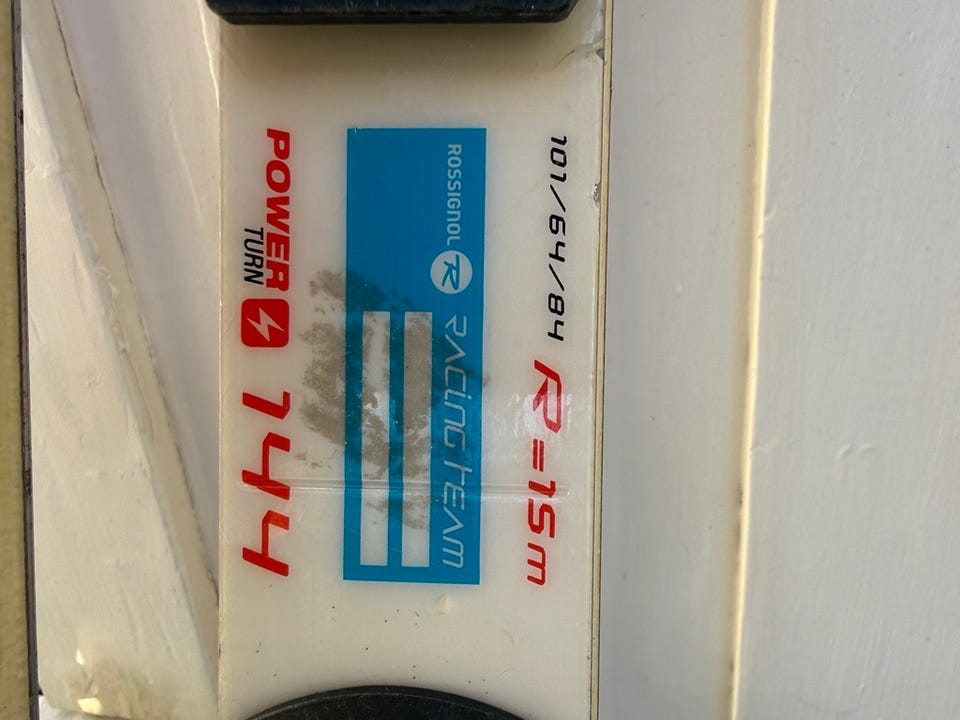 101/64/84 R=15m
ROSSIGNOL R RACING TEAM
POWER 144
TURN